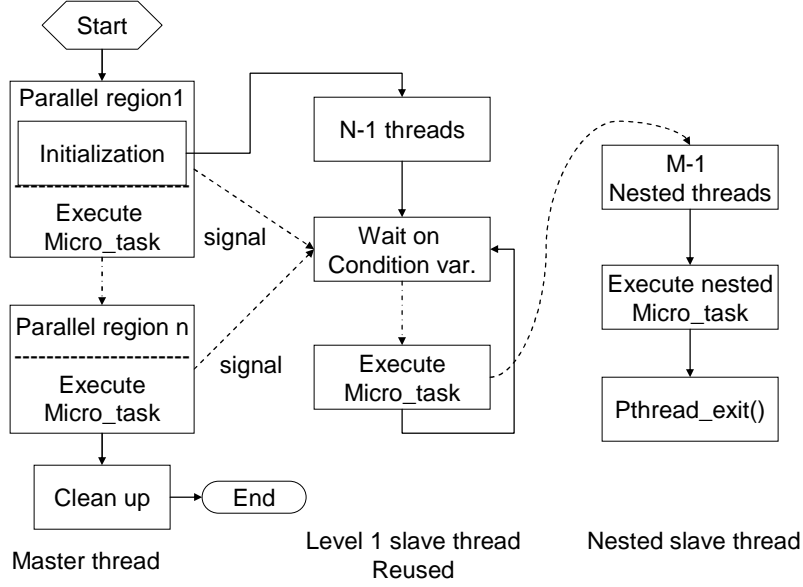 Start
Parallel region1
Initialization
Execute
Micro_task
signal
Parallel region n
Execute
Micro_task
signal
Clean up
End
Master thread
N-1 threads
Wait on
Condition var.
Execute
Micro_task
Level 1 slave thread
Reused
M-1
Nested threads
Execute nested
Micro_task
Pthread_exit()
Nested slave thread